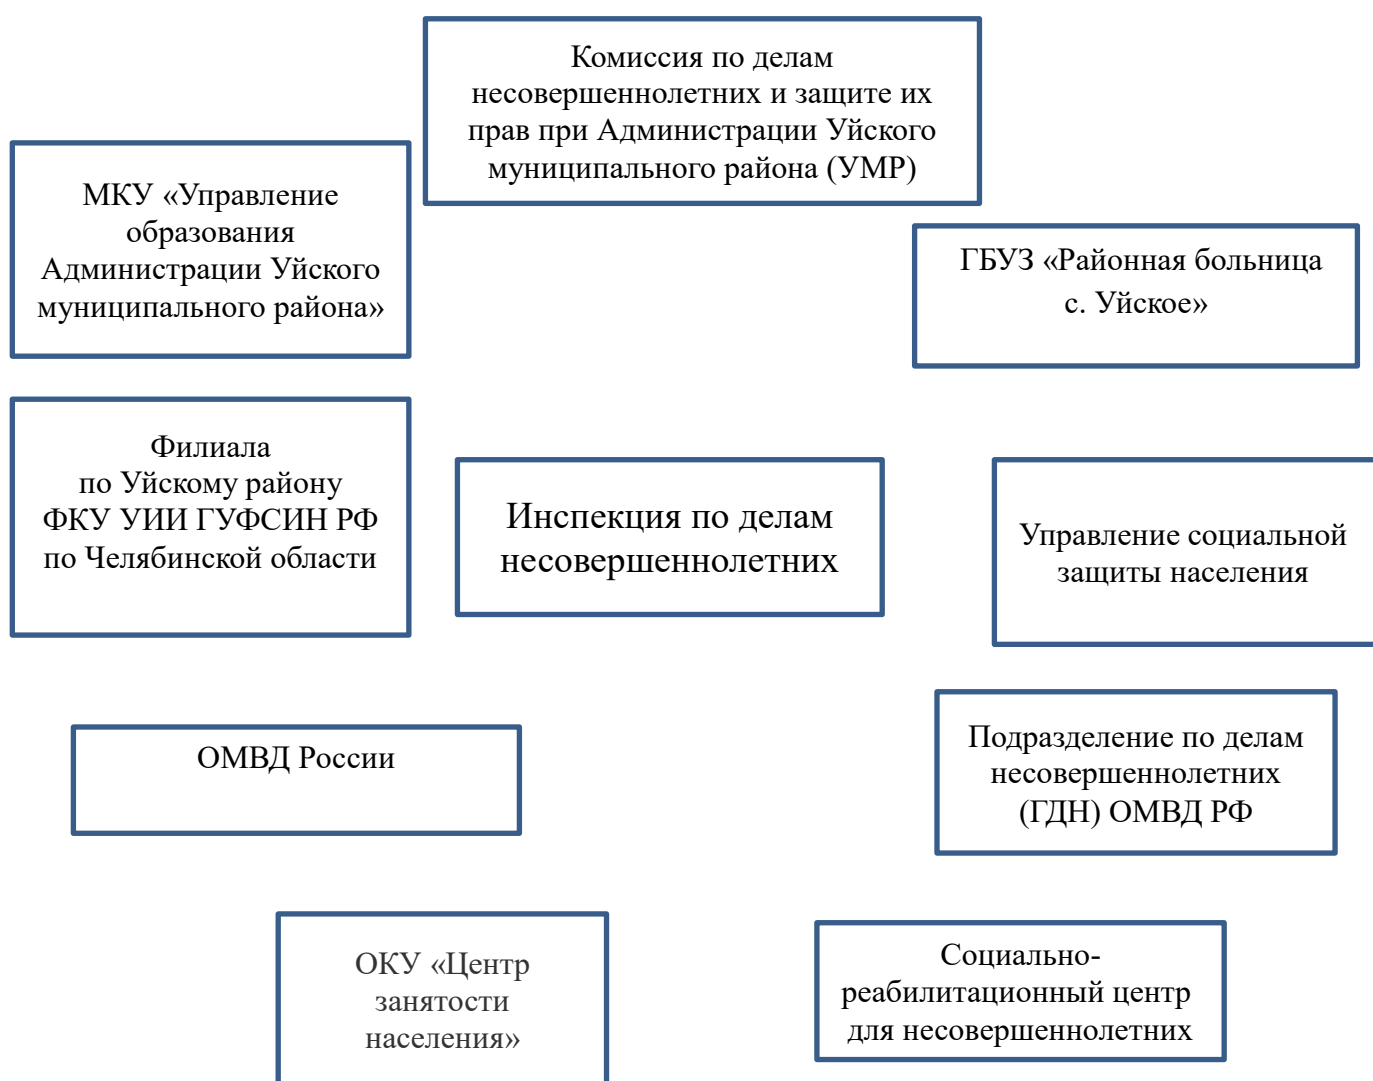 Комиссия по делам
несовершеннолетних и защите их
прав при Администрации Уйского
муниципального района (УМР)
МКУ «Управление
образования
Администрации Уйского
муниципального района»
ГБУЗ «Районная больница
с. Уйское»
Филиала
по Уйскому району
ФКУ УИИ ГУФСИН РФ
по Челябинской области
Инспекция по делам
несовершеннолетних
Управление социальной
защиты населения
ОМВД России
Подразделение по делам
несовершеннолетних
(ГДН) ОМВД РФ
ОКУ «Центр
занятости
населения»
Социально-
реабилитационный центр
для несовершеннолетних